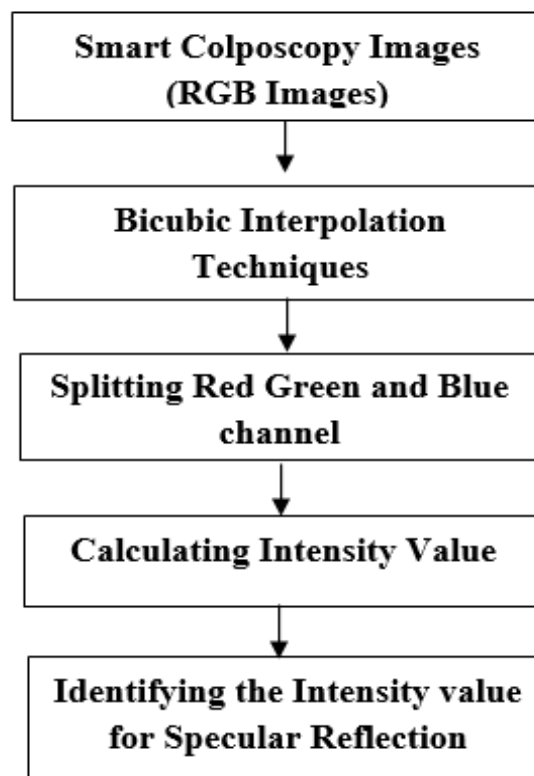 Smart Colposcopy Images
(RGB Images)
Bicubic Interpolation
Techniques
Splitting Red Green and Blue
channel
Calculating Intensity Value
Identifying the Intensity value
for Specular Reflection